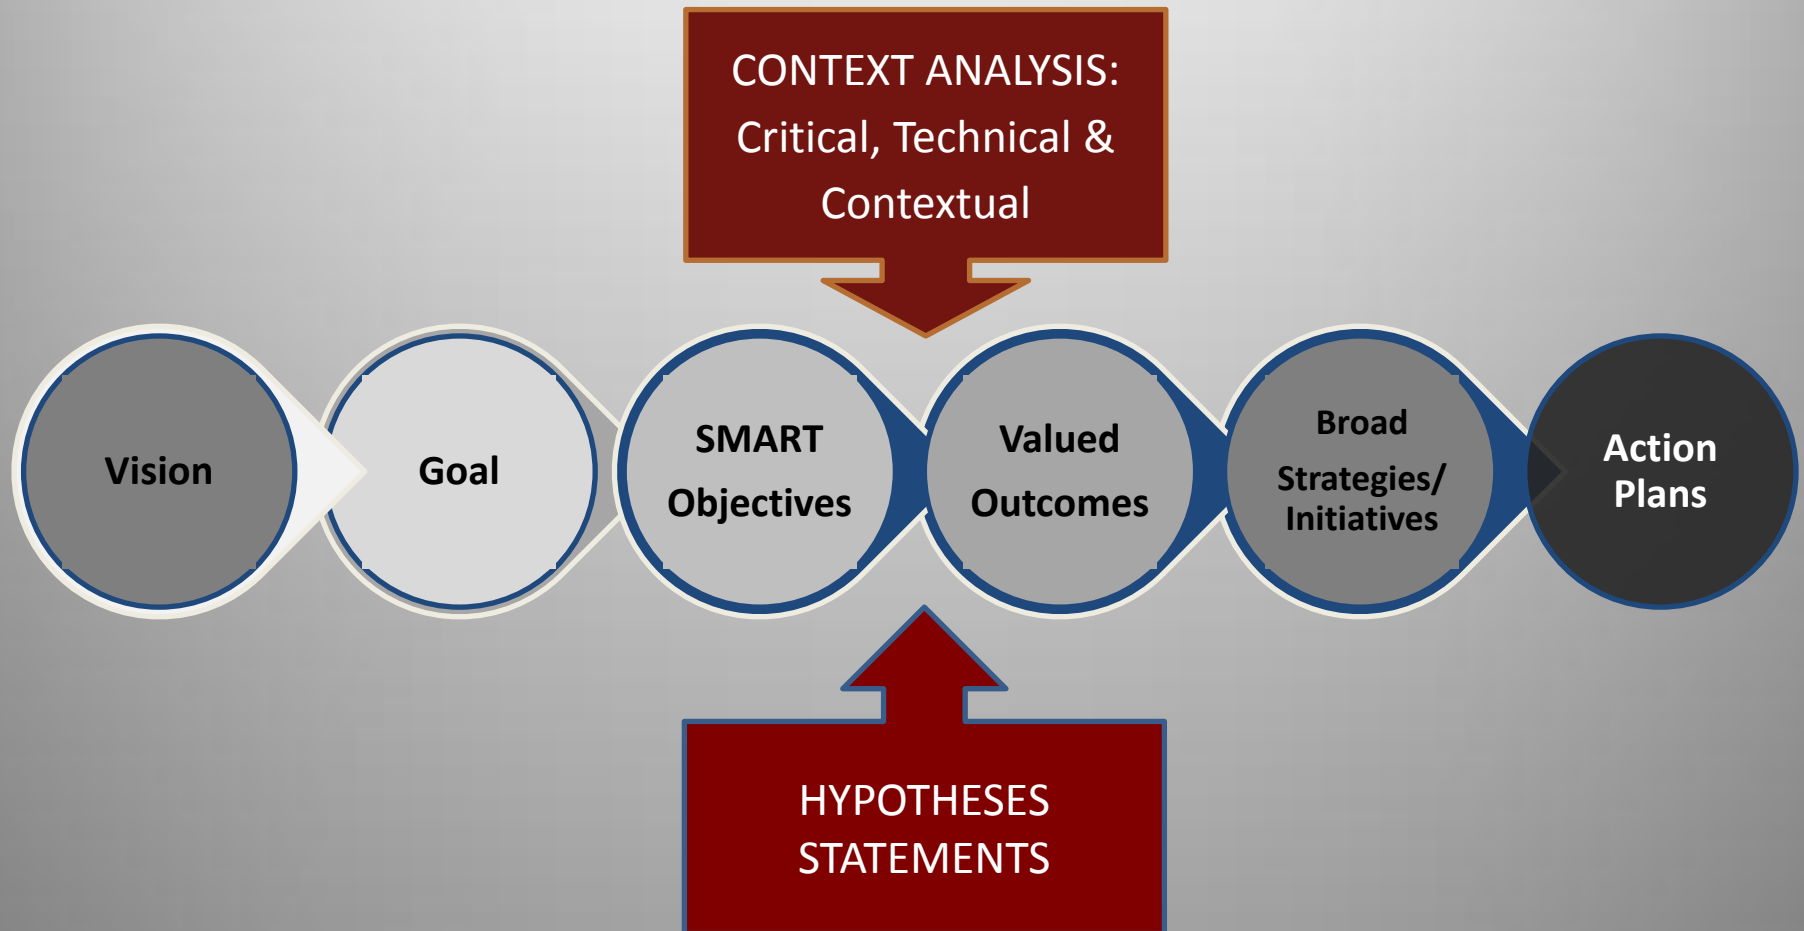 CONTEXT ANALYSIS:
Critical, Technical &
Contextual
Vision
Goal
SMART
Objectives
Valued
Outcomes
Broad
Strategies/
Initiatives
Action
Plans
HYPOTHESES
STATEMENTS